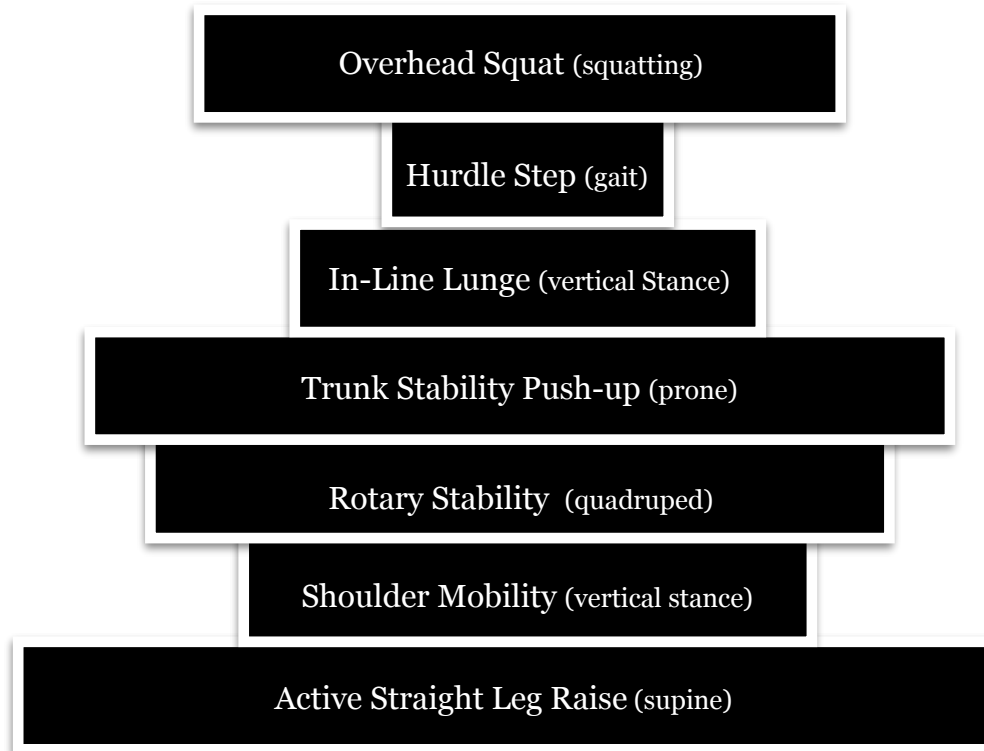 Overhead Squat (squatting)
Hurdle Step (gait)
In-Line Lunge (vertical Stance)
Trunk Stability Push-up (prone)
Rotary Stability (quadruped)
Shoulder Mobility (vertical stance)
Active Straight Leg Raise (supine)